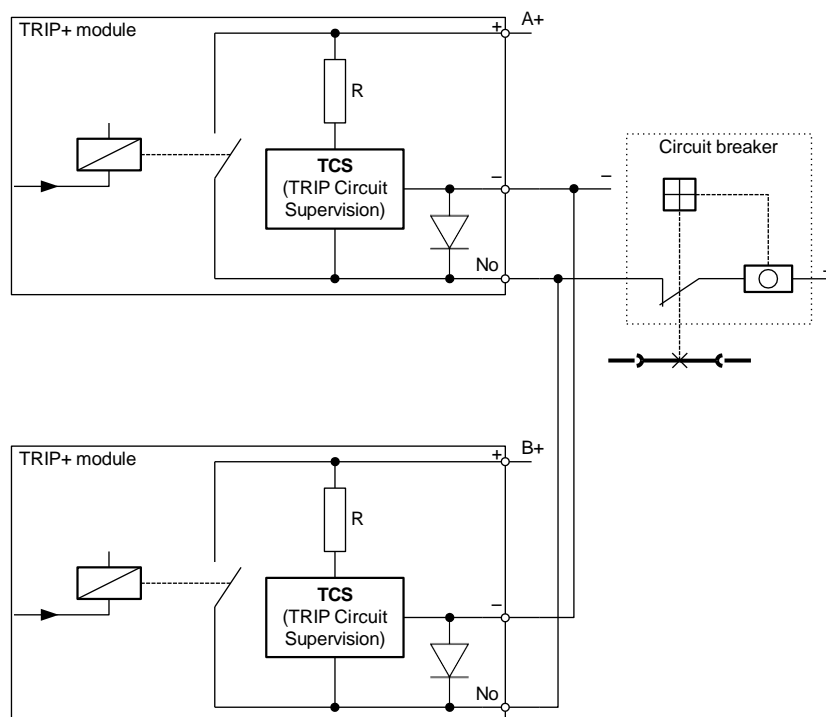 TRIP+ module
+
A+
R
TCS
(TRIP Circuit
Supervision)
–
–
No
Circuit breaker
–
TRIP+ module
+
B+
R
TCS
(TRIP Circuit
Supervision)
–
No